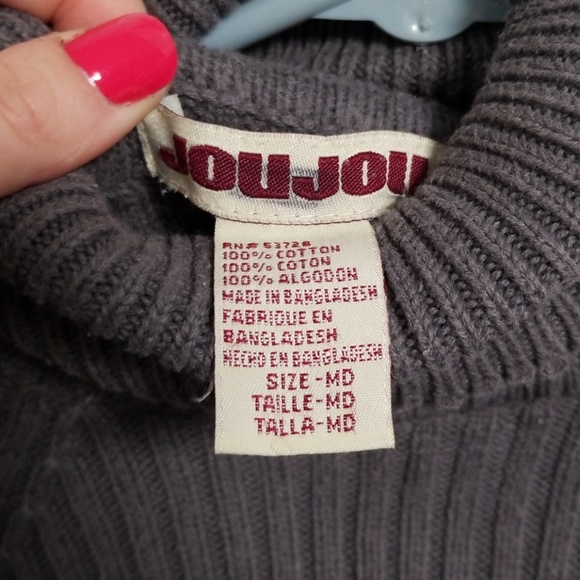 JOUJOU
RN# 53728
100% COTTON
100% COTON
100% ALGODON
MADE IN BANGLADESH
FABRIQUE EN
BANGLADESH
HECHO EN BANGLADESH
SIZE-MD
TAILLE-MD
TALLA-MD